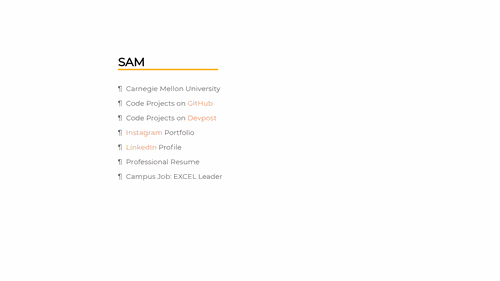 SAM
¶ Carnegie Mellon University
¶ Code Projects on GitHub
¶ Code Projects on Devpost
¶ Instagram Portfolio
¶ LinkedIn Profile
¶ Professional Resume
¶ Campus Job: EXCEL Leader